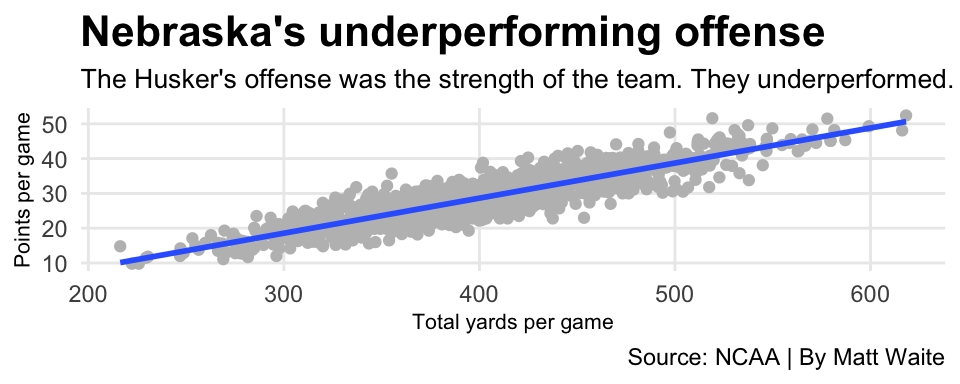 Nebraska's underperforming offense
The Husker's offense was the strength of the team. They underperformed.
Points per game
50
40
30
20
10
200 300 400 500 600
Total yards per game
Source: NCAA | By Matt Waite